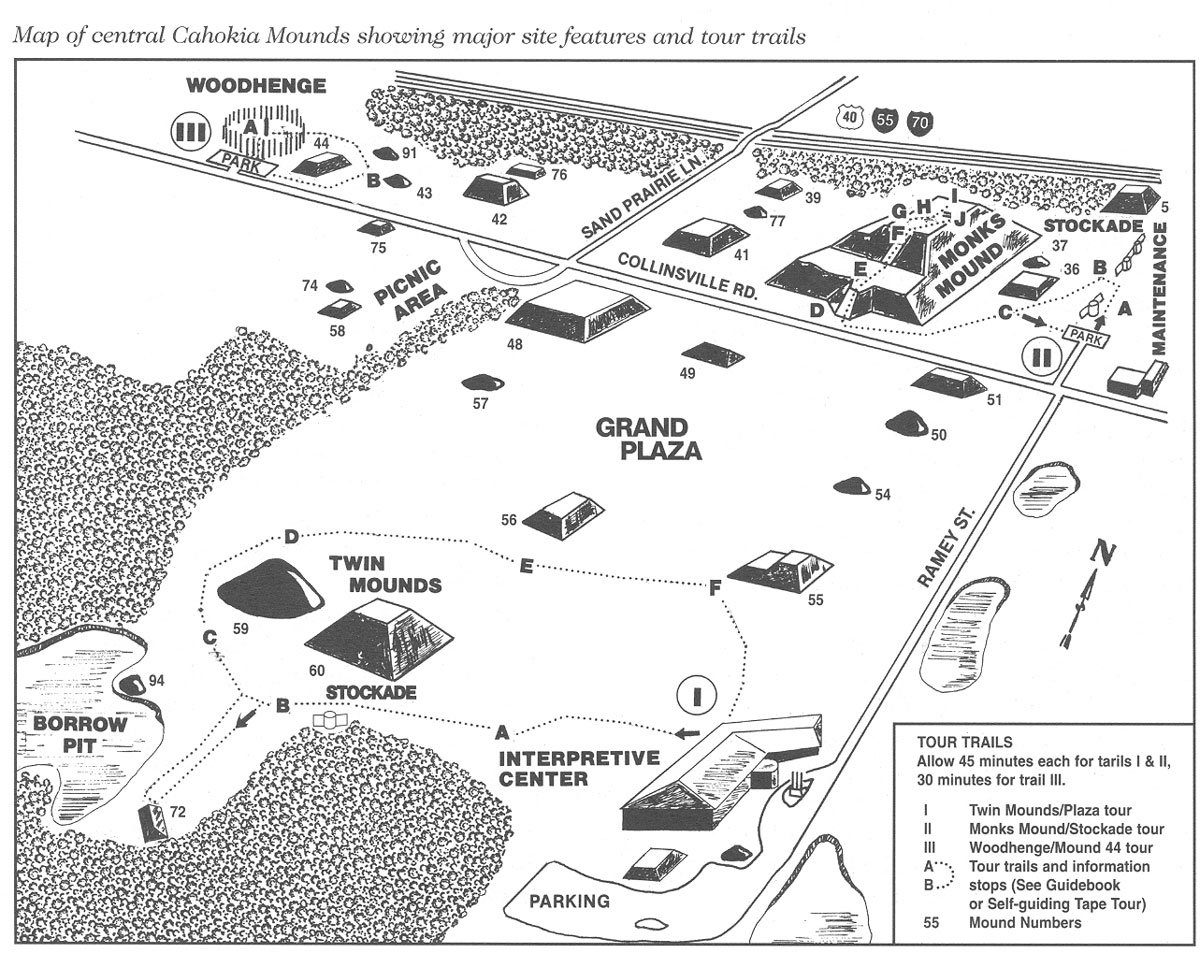 Map of central Cahokia Mounds showing major site features and tour trails
WOODHENGE
III
A
44
PARK
91
B
43
42
76
75
SAND PRAIRIE LN.
40
55
70
39
77
41
G
H
I
F
J
E
D
MONKS
MOUND
5
STOCKADE
37
36
B
C
A
PARK
II
MAINTENANCE
COLLINSVILLE RD.
PICNIC
AREA
74
58
48
49
57
51
50
54
GRAND
PLAZA
56
D
E
F
55
TWIN
MOUNDS
59
60
C
STOCKADE
B
A
I
94
BORROW
PIT
72
INTERPRETIVE
CENTER
RAMEY ST.
N
PARKING
TOUR TRAILS
Allow 45 minutes each for tarils I & II,
30 minutes for trail III.
I Twin Mounds/Plaza tour
II Monks Mound/Stockade tour
III Woodhenge/Mound 44 tour
A Tour trails and information
B stops (See Guidebook
or Self-guiding Tape Tour)
55 Mound Numbers